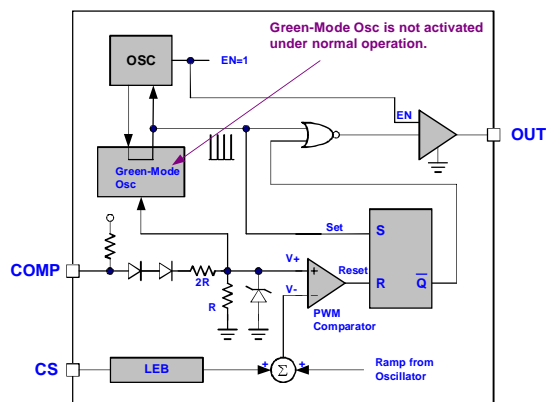 Green-Mode Osc is not activated
under normal operation.
OSC
EN=1
EN
OUT
Green-Mode
Osc
Set
S
COMP
2R
V+
+
Reset
R
Q
R
V-
−
PWM
Comparator
CS
LEB
+
Σ
+
Ramp from
Oscillator